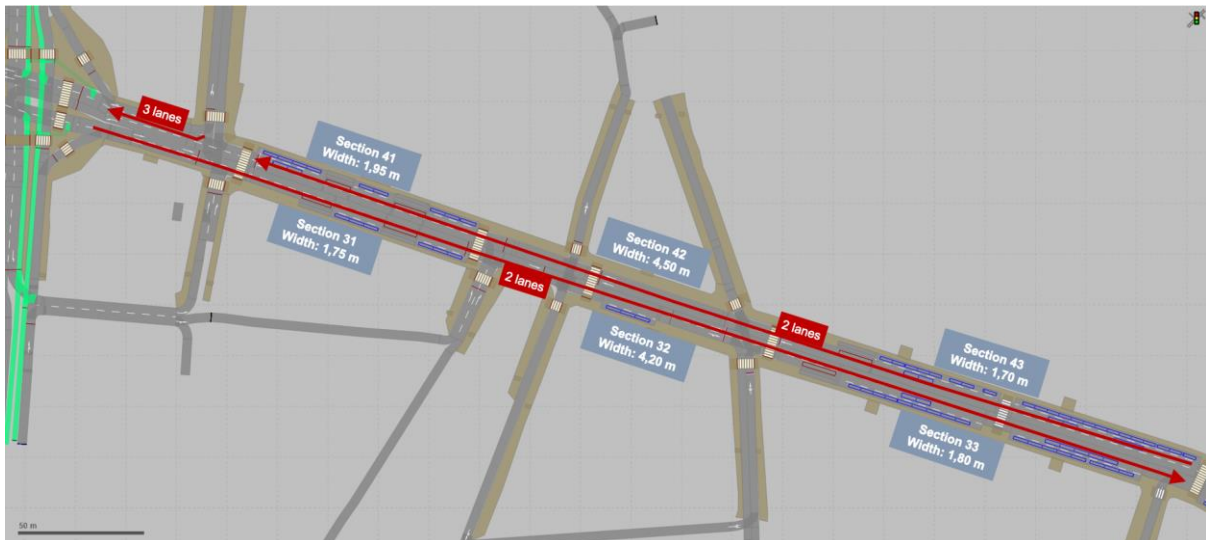 3 lanes
Section 41
Width: 1,95 m
Section 31
Width: 1,75 m
Section 42
Width: 4,50 m
2 lanes
2 lanes
Section 32
Width: 4,20 m
Section 43
Width: 1,70 m
Section 33
Width: 1,80 m
50 m